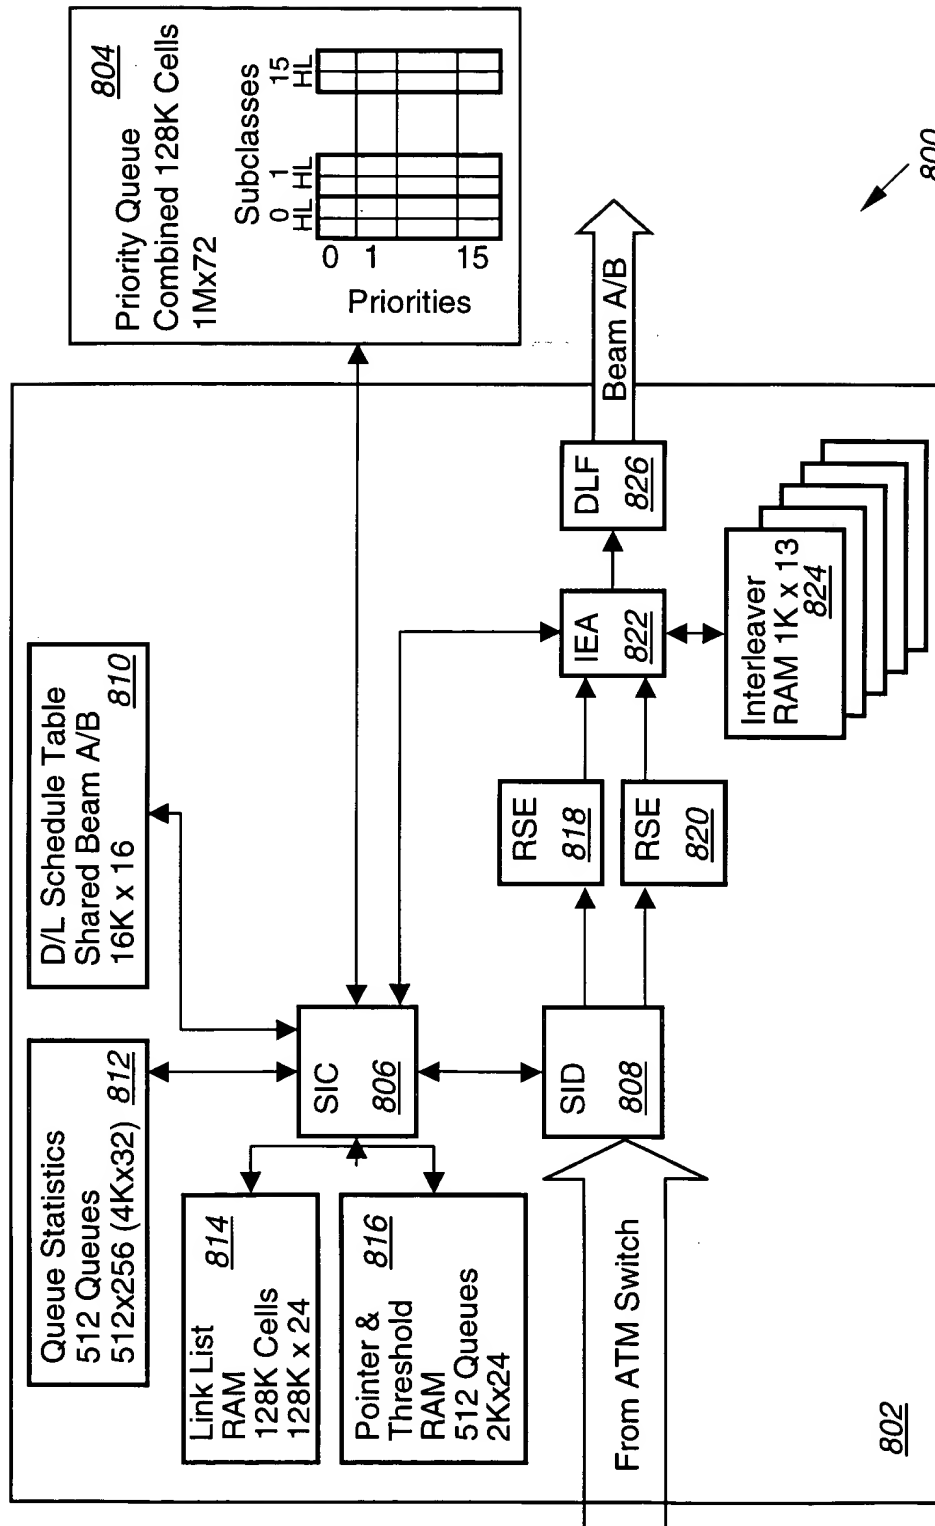 Queue Statistics
512 Queues
512x256 (4Kx32) 812
D/L Schedule Table
Shared Beam A/B
16K x 16
810
Priority Queue 804
Combined 128K Cells
1Mx72
Subclasses
0 1 15
HL HL HL
0
1
15
Priorities
Link List 814
RAM
128K Cells
128K x 24
SIC
806
Pointer & 816
Threshold
RAM
512 Queues
2Kx24
SID
808
RSE
818
RSE
820
IEA
822
DLF
826
Beam A/B
Interleaver
RAM 1K x 13
824
From ATM Switch
802
800